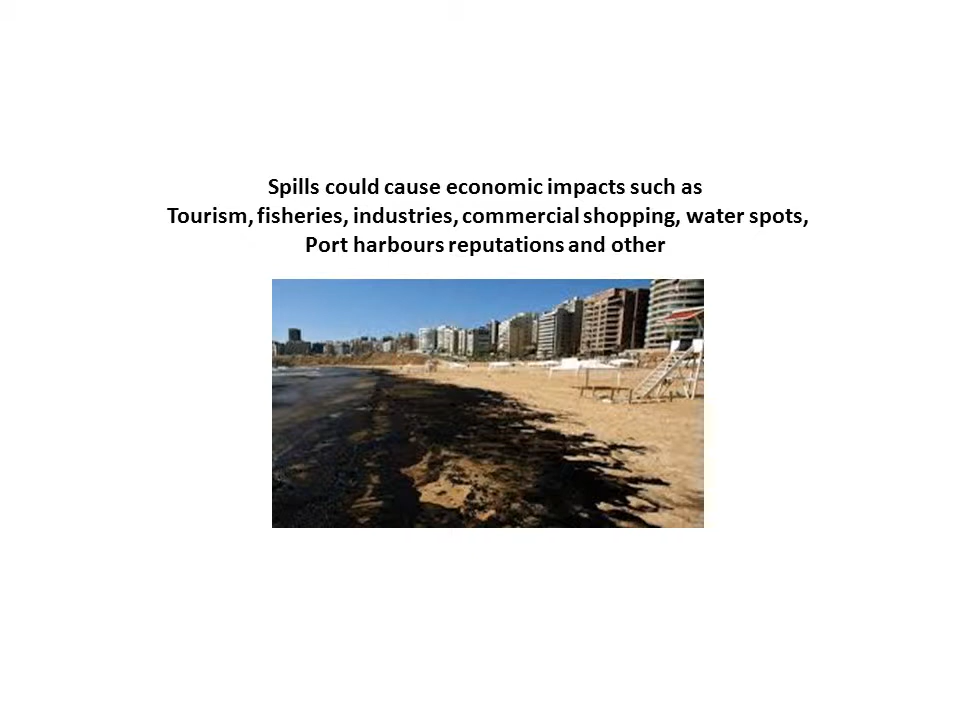 Spills could cause economic impacts such as
Tourism, fisheries, industries, commercial shopping, water spots,
Port harbours reputations and other